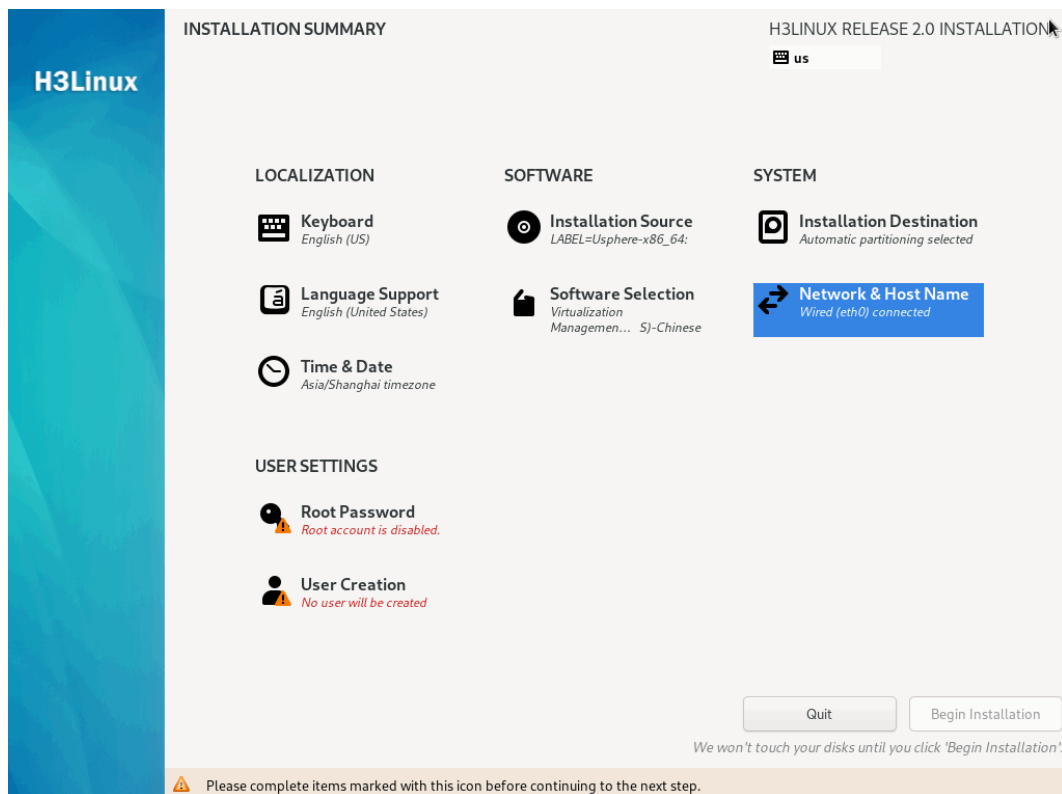 INSTALLATION SUMMARY
H3LINUX RELEASE 2.0 INSTALLATION
us
H3Linux
LOCALIZATION
Keyboard
English (US)
Language Support
English (United States)
Time & Date
Asia/Shanghai timezone
SOFTWARE
Installation Source
LABEL=Usphere-x86_64:
Software Selection
Virtualization
Managemen... S)-Chinese
SYSTEM
Installation Destination
Automatic partitioning selected
Network & Host Name
Wired (eth0) connected
USER SETTINGS
Root Password
Root account is disabled.
User Creation
No user will be created
Quit
Begin Installation
We won't touch your disks until you click 'Begin Installation'.
Please complete items marked with this icon before continuing to the next step.